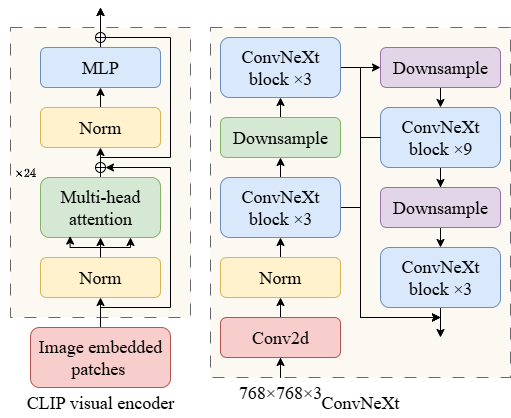 MLP
Norm
×24
Multi-head
attention
Norm
Image embedded
patches
CLIP visual encoder
ConvNeXt
block ×3
Downsample
ConvNeXt
block ×3
Norm
Conv2d
768×768×3
Downsample
ConvNeXt
block ×9
Downsample
ConvNeXt
block ×3
ConvNeXt